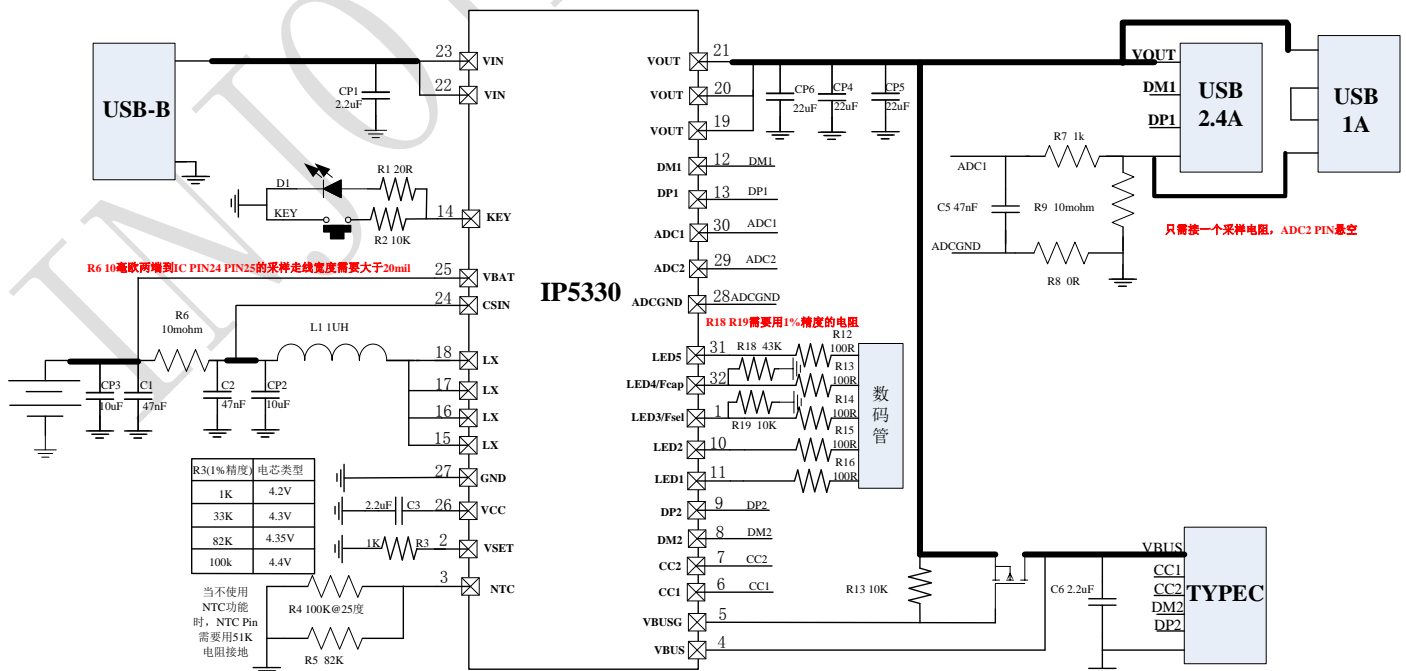 INJO
USB-B
CP1
2.2uF
23
VIN
22
VIN
D1
R1 20R
KEY
R2 10K
14
KEY
R6 10毫欧两端到IC PIN24 PIN25的采样走线宽度需要大于20mil
25
VBAT
24
CSIN
R6
10mohm
L1 1UH
18
LX
17
LX
16
LX
15
LX
CP3
10uF
C1
47nF
C2
47nF
CP2
10uF
27
GND
2.2uF
C3
26
VCC
1K
R3
2
VSET
3
NTC
R3(1%精度)
电芯类型
1K
4.2V
33K
4.3V
82K
4.35V
100k
4.4V
当不使用
NTC功能
时，NTC Pin
需要用51K
电阻接地
R4 100K@25度
R5 82K
IP5330
VOUT
21
VOUT
20
VOUT
19
DM1
12
DM1
DP1
13
DP1
ADC1
30
ADC1
ADC2
29
ADC2
ADCGND
28
ADCGND
R18 R19需要用1%精度的电阻
LED5
31
LED4/Fcap
32
LED3/Fsel
1
LED2
10
LED1
11
R18 43K
R19 10K
R12
100R
R13
100R
R14
100R
R15
100R
R16
100R
数
码
管
DP2
9
DP2
DM2
8
DM2
CC2
7
CC2
CC1
6
CC1
VBUSG
5
VBUS
4
CP6
22uF
CP4
22uF
CP5
22uF
VOUT
DM1
DP1
USB
2.4A
USB
1A
ADC1
R7 1k
C5 47nF
R9 10mohm
ADCGND
R8 0R
只需接一个采样电阻，ADC2 PIN悬空
R13 10K
C6 2.2uF
VBUS
CC1
CC2
DM2
DP2
TYPEC